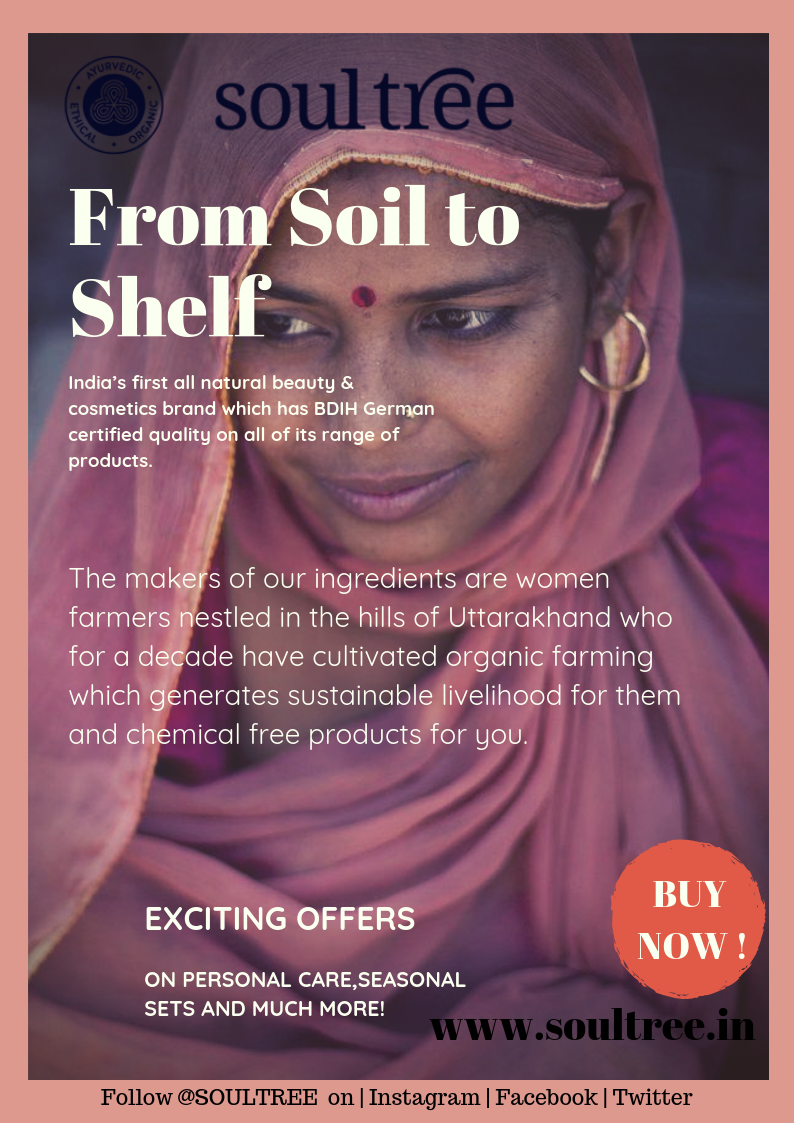 AYURVEDIC
ETHICAL • ORGANIC
soultree
From Soil to
Shelf
India's first all natural beauty &
cosmetics brand which has BDIH German
certified quality on all of its range of
products.
The makers of our ingredients are women
farmers nestled in the hills of Uttarakhand who
for a decade have cultivated organic farming
which generates sustainable livelihood for them
and chemical free products for you.
EXCITING OFFERS
ON PERSONAL CARE,SEASONAL
SETS AND MUCH MORE!
BUY
NOW !
www.soultree.in
Follow @SOULTREE on | Instagram | Facebook | Twitter